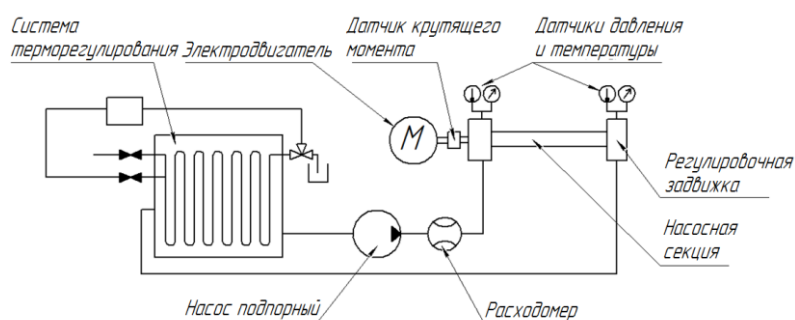 Система
терморегулирования
Электродвигатель
Датчик крутящего
момента
Датчики давления
и температуры
М
Регулировочная
задвижка
Насосная
секция
Насос подпорный
Расходомер